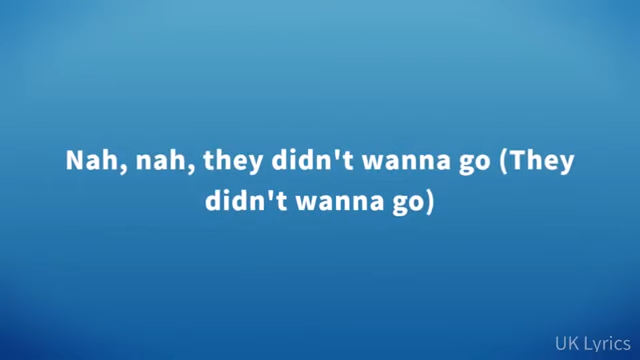 Nah, nah, they didn't wanna go (They
didn't wanna go)
UK Lyrics